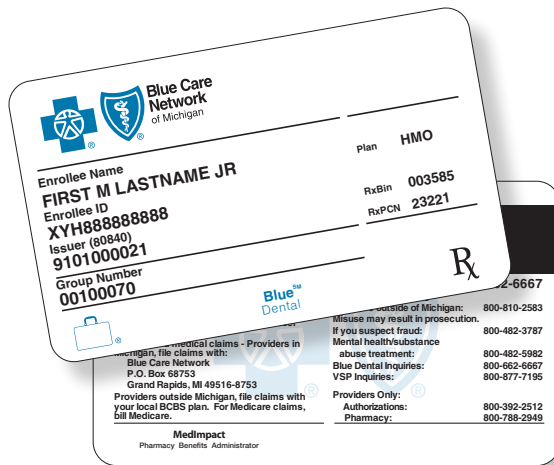 Blue Care
Network
of Michigan
Enrollee Name
FIRST M LASTNAME JR
Enrollee ID
XYH888888888
Issuer (80840)
9101000021
Group Number
00100070
Plan HMO
RxBin 003585
RxPCN 23221
Blue℠
Dental
Rx
®
®
®
medical claims - Providers in
Michigan, file claims with:
Blue Care Network
P.O. Box 68753
Grand Rapids, MI 49516-8753
Providers outside Michigan, file claims with
your local BCBS plan. For Medicare claims,
bill Medicare.
MedImpact
Pharmacy Benefits Administrator
2-6667
outside of Michigan: 800-810-2583
Misuse may result in prosecution.
If you suspect fraud: 800-482-3787
Mental health/substance
abuse treatment: 800-482-5982
Blue Dental Inquiries: 800-662-6667
VSP Inquiries: 800-877-7195
Providers Only:
Authorizations: 800-392-2512
Pharmacy: 800-788-2949
®
®